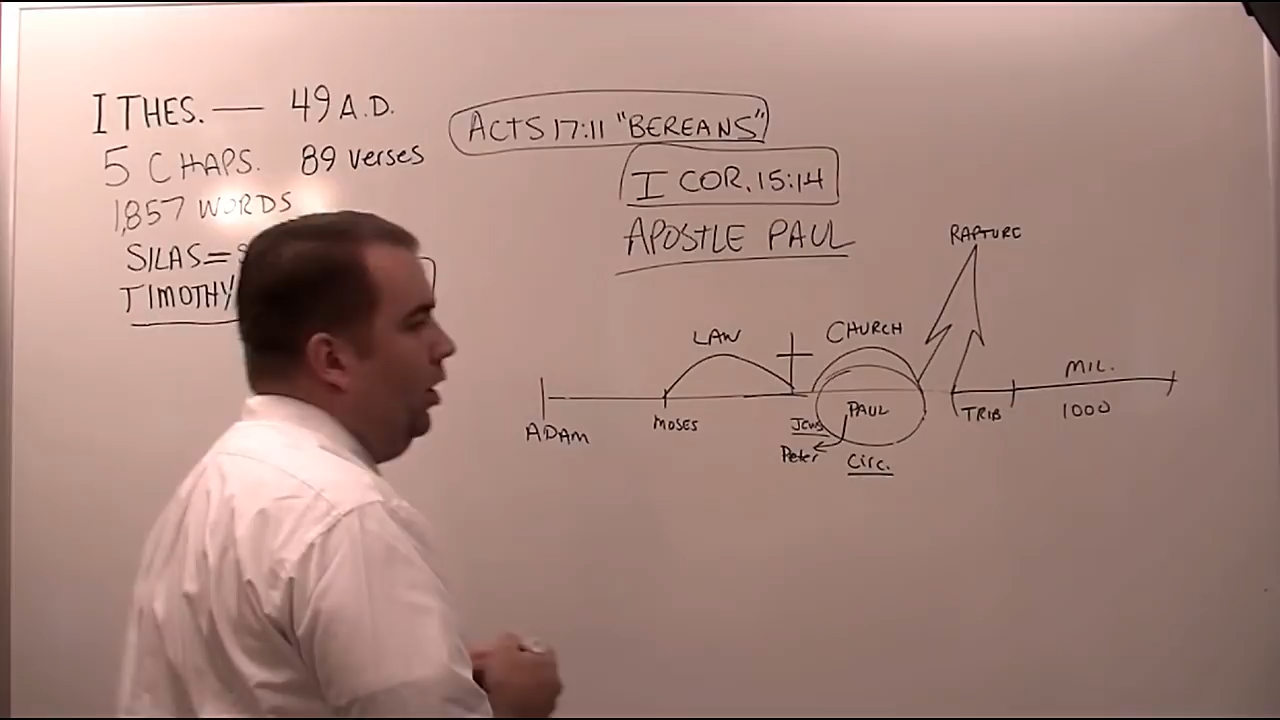 I THES. — 49 A.D.
5 CHAPS. 89 verses
1,857 WORDS
SILAS=
TIMOTHY
ACTS 17:11 "BEREANS"
I COR. 15:14
APOSTLE PAUL
RAPTURE
LAW
CHURCH
MIL.
ADAM
MOSES
Jews
PAUL
TRIB
1000
Peter
Circ.